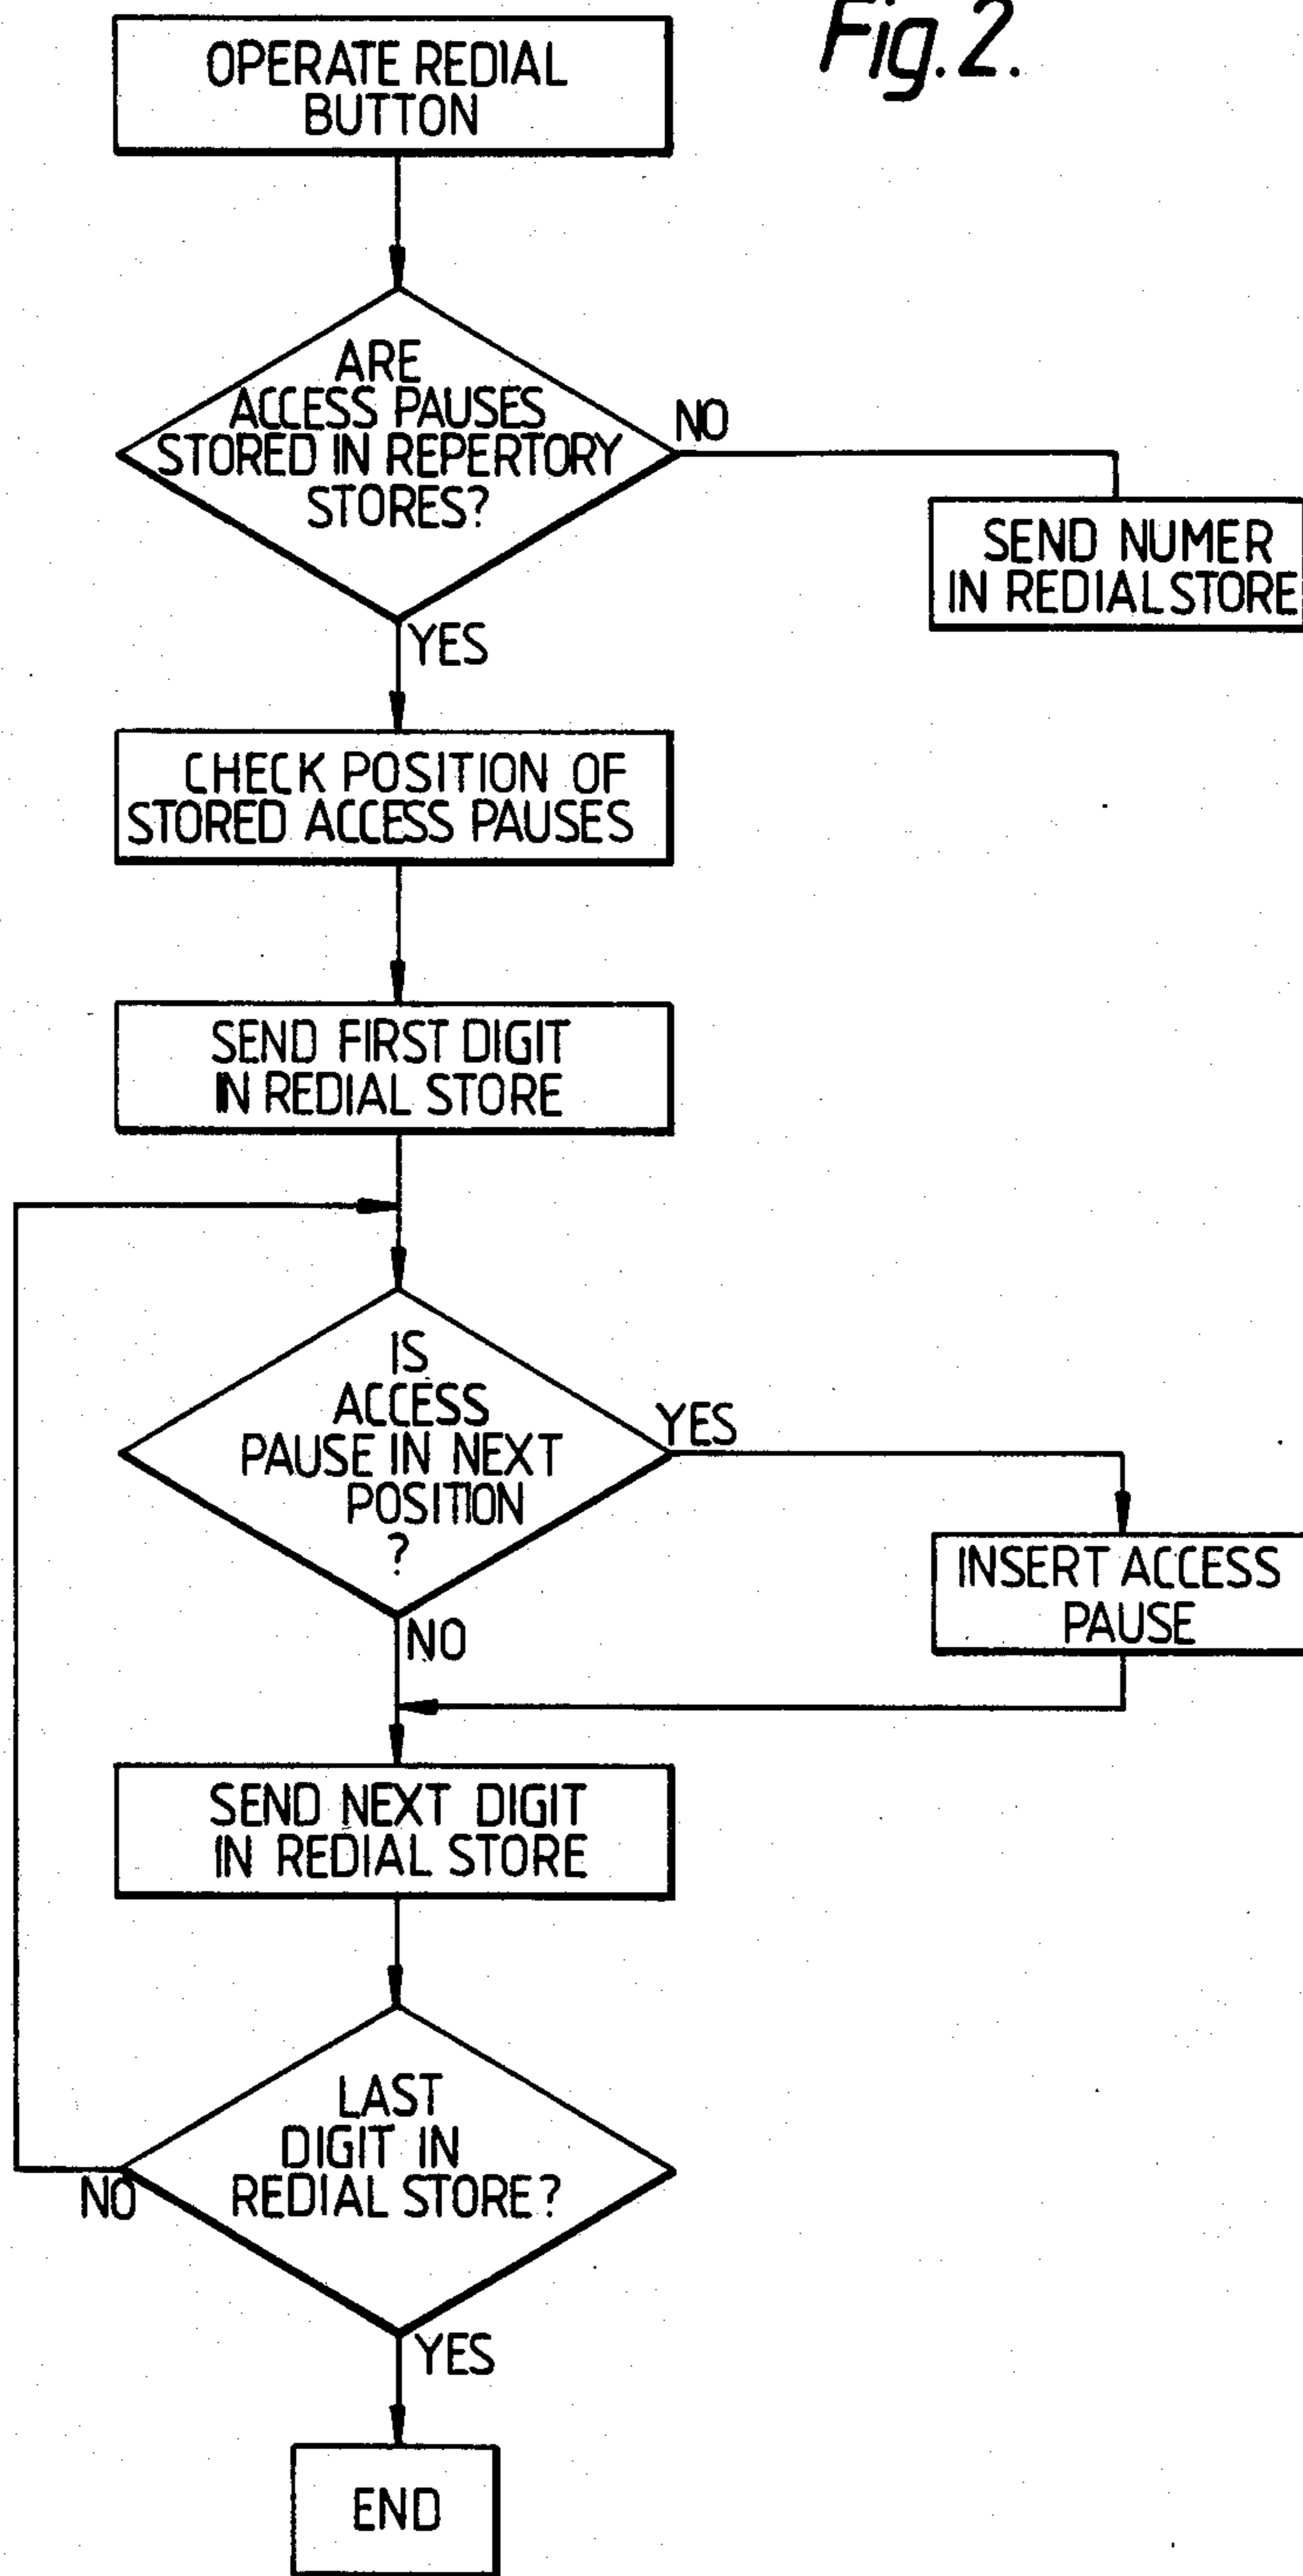 Fig.2.
OPERATE REDIAL
BUTTON
ARE
ACCESS PAUSES
STORED IN REPERTORY
STORES?
NO
SEND NUMER
IN REDIAL STORE
YES
CHECK POSITION OF
STORED ACCESS PAUSES
SEND FIRST DIGIT
IN REDIAL STORE
IS
ACCESS
PAUSE IN NEXT
POSITION
?
YES
INSERT ACCESS
PAUSE
NO
SEND NEXT DIGIT
IN REDIAL STORE
LAST
DIGIT IN
REDIAL STORE?
NO
YES
END